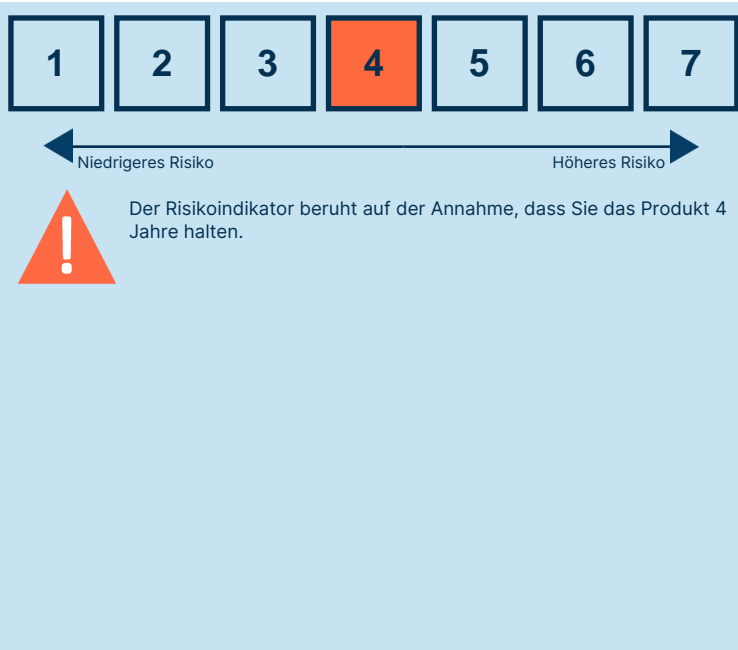 1 2 3 4 5 6 7
Niedrigeres Risiko Höheres Risiko
Der Risikoindikator beruht auf der Annahme, dass Sie das Produkt 4
Jahre halten.
!